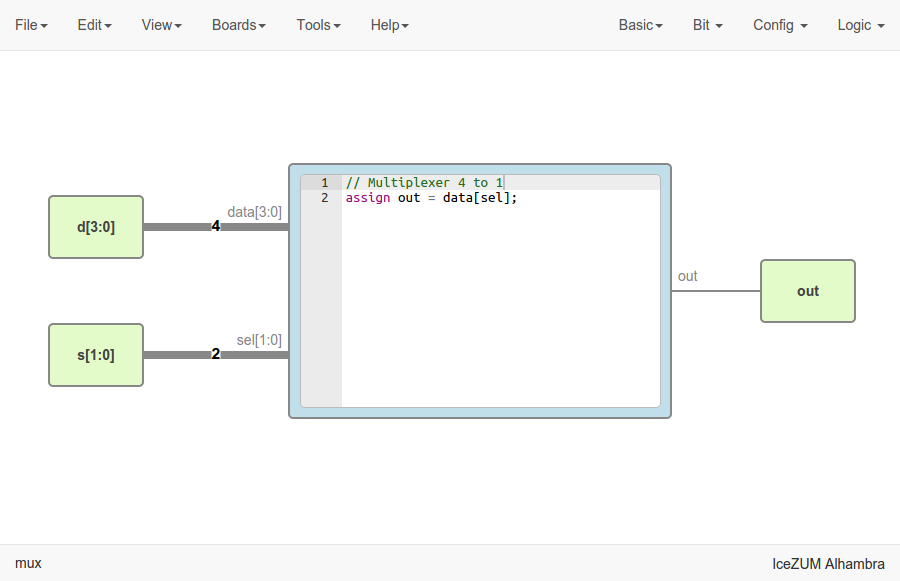 File Edit View Boards Tools Help Basic Bit Config Logic
d[3:0]
data[3:0]
4
s[1:0]
sel[1:0]
2
1 // Multiplexer 4 to 1
2 assign out = data[sel];
out
out
mux
IceZUM Alhambra